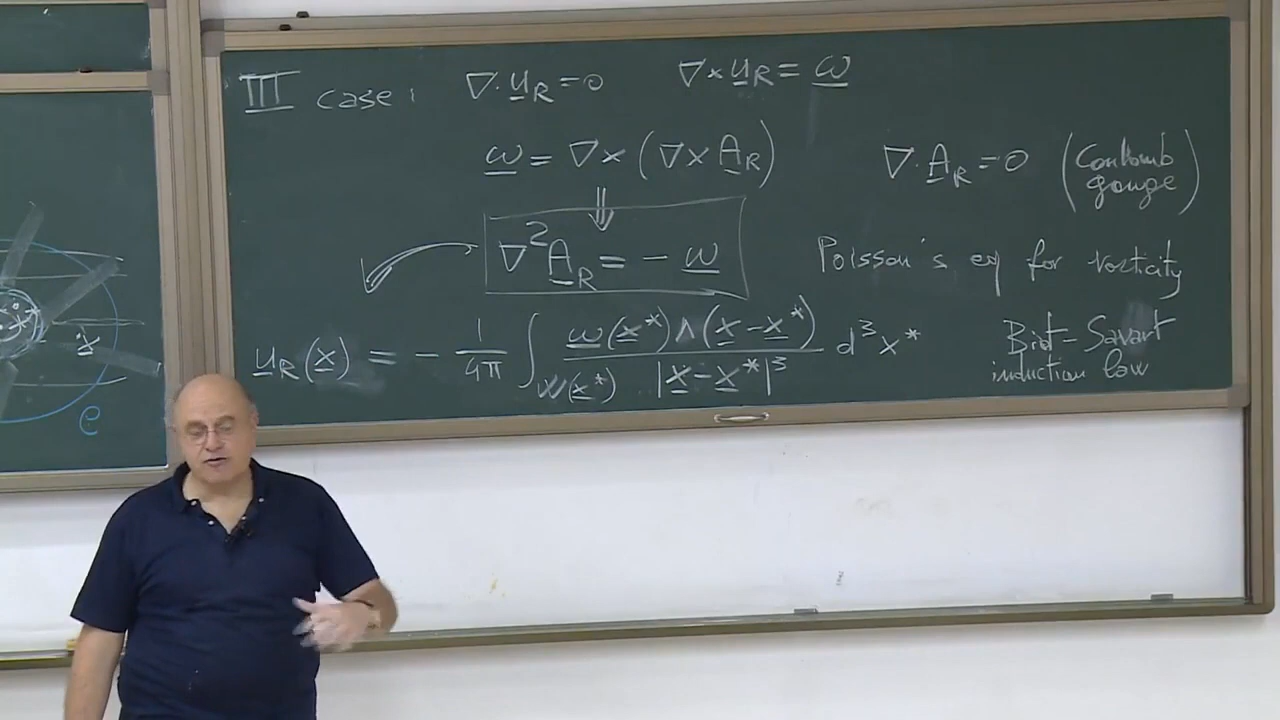 III case: ∇·u_R = 0 ∇×u_R = ω
ω = ∇×(∇×A_R) ∇·A_R = 0 (Coulomb gauge)
⇓
∇²A_R = − ω Poisson's eq for vorticity
u_R(x) = − 1/4π ∫_W(x*) ω(x*) ∧ (x − x*) / |x − x*|³ d³x* Biot–Savart induction law
x
e